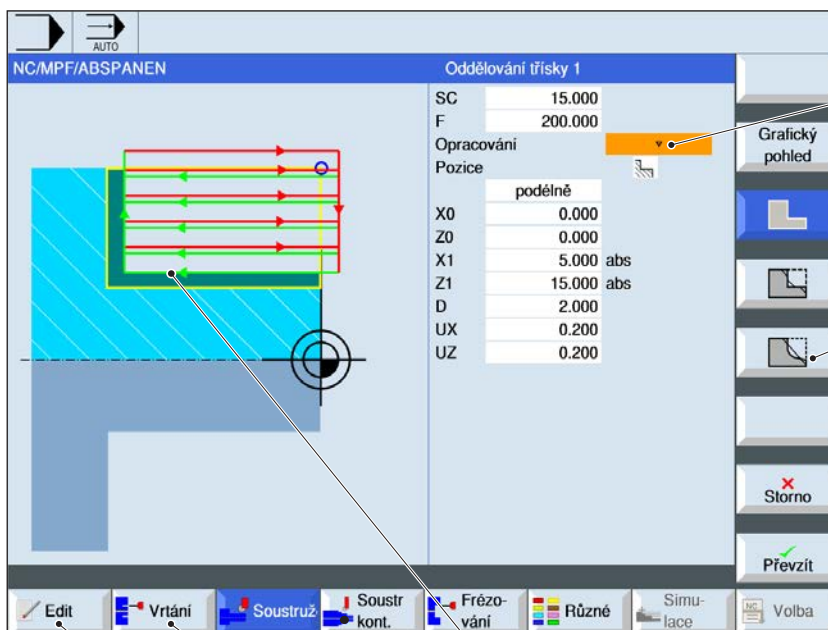 AUTO
NC/MPF/ABSPANEN
Oddělování třísky 1
SC 15.000
F 200.000
Opracování
Pozice
podélně
X0 0.000
Z0 0.000
X1 5.000 abs
Z1 15.000 abs
D 2.000
UX 0.200
UZ 0.200
Grafický
pohled
Storno
Převzít
Edit
Vrtání
Soustruž
Soustr
kont.
Frézo-
vání
Různé
Simu-
lace
NC
Volba